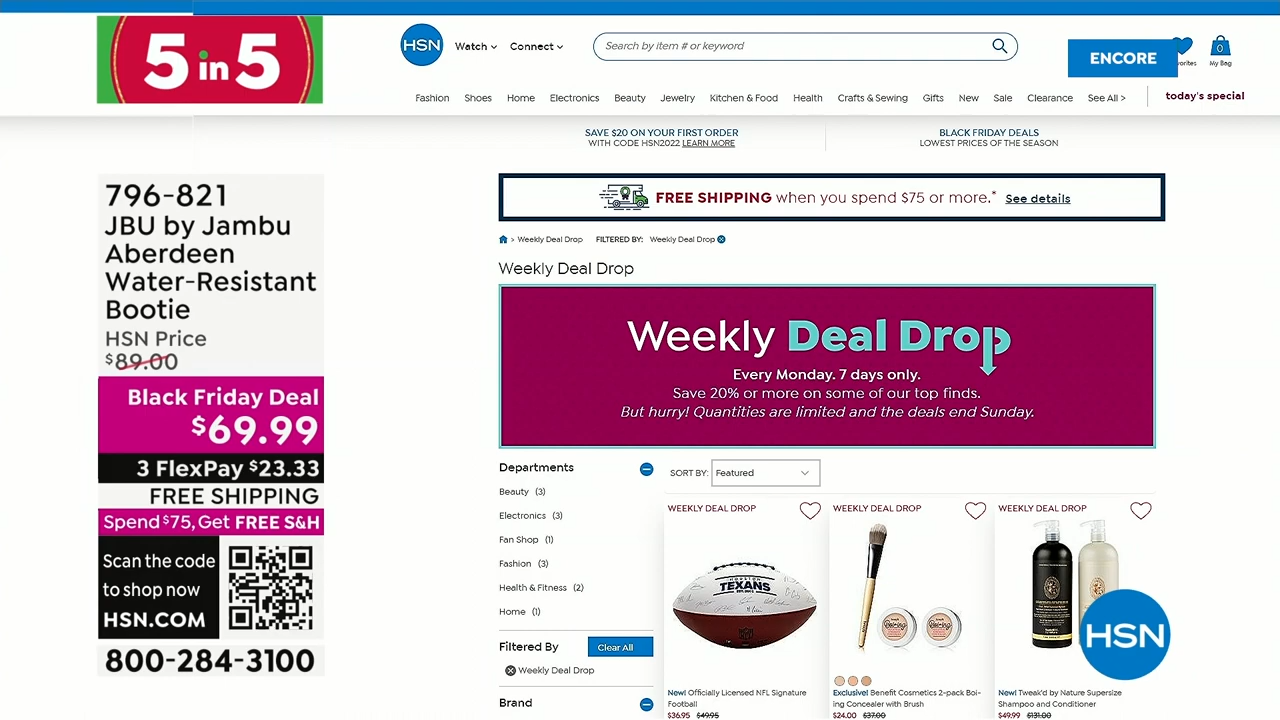 5 in 5
HSN
Watch
Connect
Search by item # or keyword
ENCORE
0
My Bag
Fashion
Shoes
Home
Electronics
Beauty
Jewelry
Kitchen & Food
Health
Crafts & Sewing
Gifts
New
Sale
Clearance
See All >
today's special
SAVE $20 ON YOUR FIRST ORDER
WITH CODE HSN2022 LEARN MORE
BLACK FRIDAY DEALS
LOWEST PRICES OF THE SEASON
796-821
JBU by Jambu
Aberdeen
Water-Resistant
Bootie
HSN Price
$89.00
Black Friday Deal
$69.99
3 FlexPay $23.33
FREE SHIPPING
Spend $75, Get FREE S&H
Scan the code
to shop now
HSN.COM
800-284-3100
FREE SHIPPING when you spend $75 or more.* See details
> Weekly Deal Drop FILTERED BY: Weekly Deal Drop
Weekly Deal Drop
Weekly Deal Drop
Every Monday. 7 days only.
Save 20% or more on some of our top finds.
But hurry! Quantities are limited and the deals end Sunday.
Departments
Beauty (3)
Electronics (3)
Fan Shop (1)
Fashion (3)
Health & Fitness (2)
Home (1)
Filtered By
Clear All
Weekly Deal Drop
Brand
SORT BY: Featured
WEEKLY DEAL DROP
TEXANS
New! Officially Licensed NFL Signature
Football
$36.95 $49.95
WEEKLY DEAL DROP
Exclusive! Benefit Cosmetics 2-pack Boi-
ing Concealer with Brush
$24.00 $37.00
WEEKLY DEAL DROP
New! Tweak'd by Nature Supersize
Shampoo and Conditioner
$49.99 $131.00
HSN